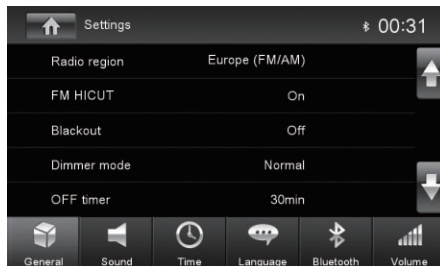 Settings 00:31
Radio region Europe (FM/AM)
FM HICUT On
Blackout Off
Dimmer mode Normal
OFF timer 30min
General Sound Time Language Bluetooth Volume